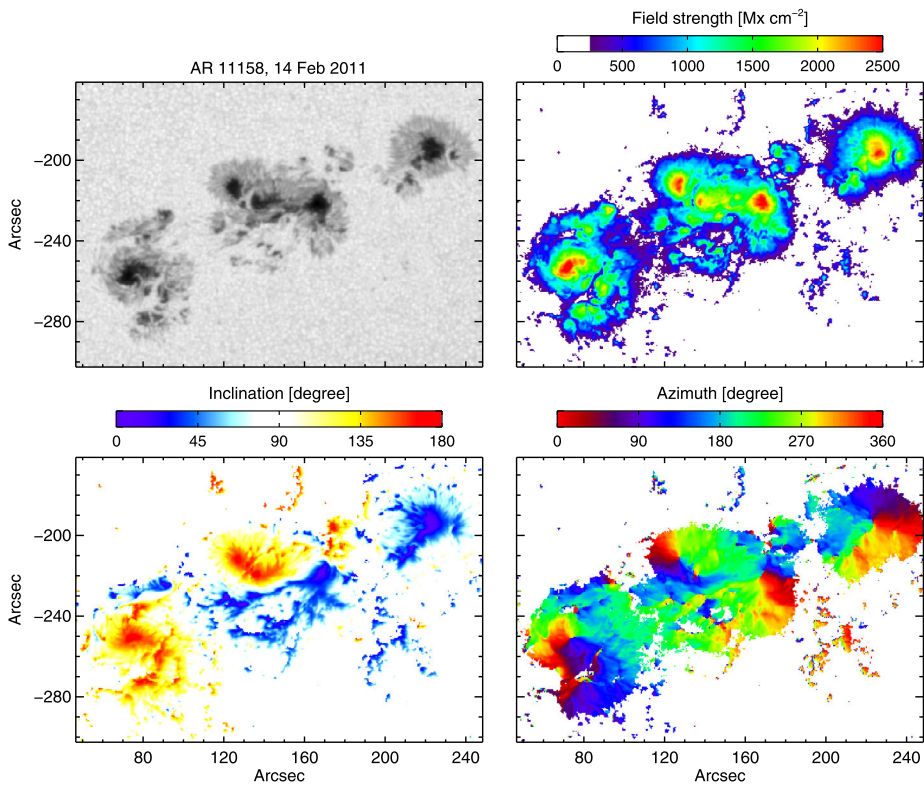 Field strength [Mx cm⁻²]
0 500 1000 1500 2000 2500
AR 11158, 14 Feb 2011
−200
−240
−280
Arcsec
Inclination [degree]
0 45 90 135 180
Azimuth [degree]
0 90 180 270 360
−200
−240
−280
Arcsec
80 120 160 200 240
Arcsec
80 120 160 200 240
Arcsec